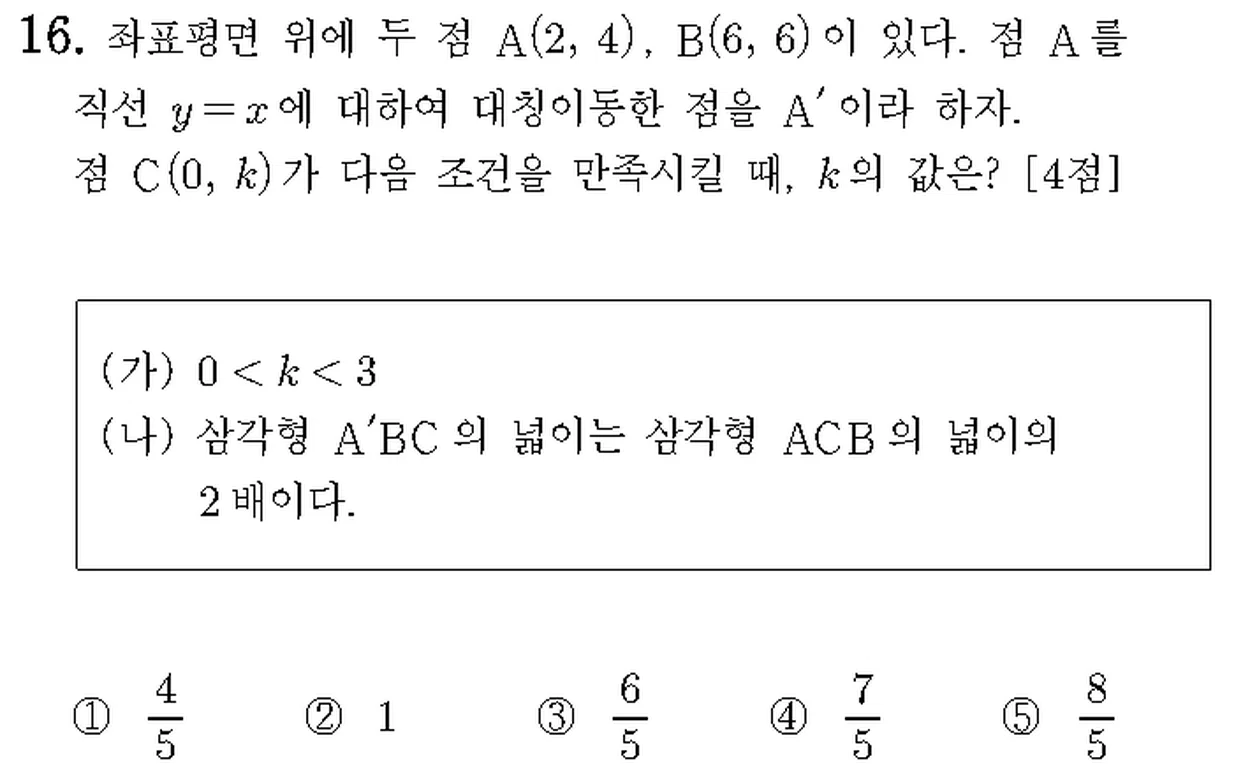 16. 좌표평면 위에 두 점 A(2, 4), B(6, 6)이 있다. 점 A를
직선 y=x에 대하여 대칭이동한 점을 A′이라 하자.
점 C(0, k)가 다음 조건을 만족시킬 때, k의 값은? [4점]
(가) 0 < k < 3
(나) 삼각형 A′BC의 넓이는 삼각형 ACB의 넓이의
2배이다.
① 4/5 ② 1 ③ 6/5 ④ 7/5 ⑤ 8/5